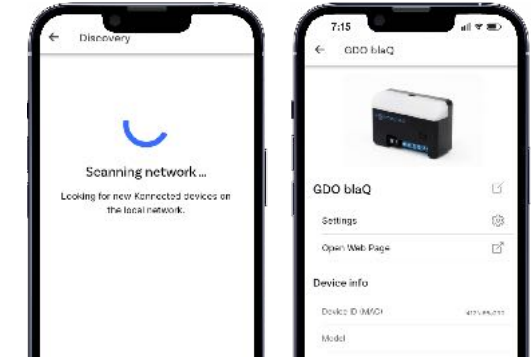 Discovery
Scanning network...
Looking for new Konnected devices on
the local network.
7:15
GDO blaQ
GDO blaQ
Settings
Open Web Page
Device info
Device ID (MAC)
Model